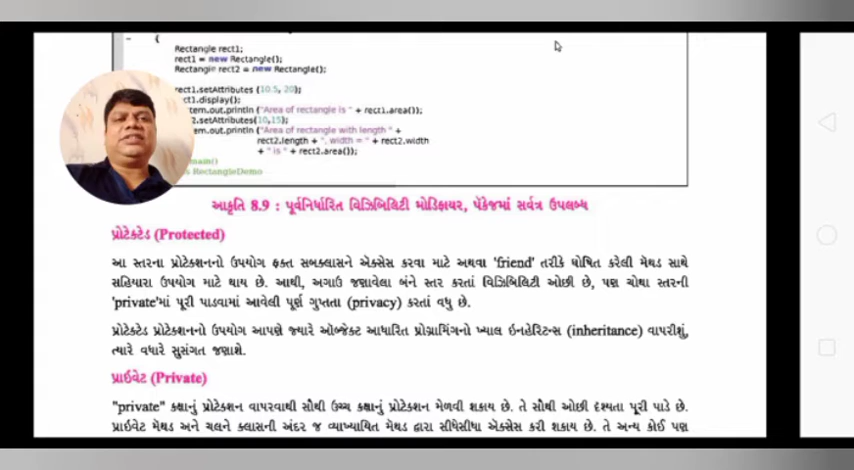 {
Rectangle rect1;
rect1 = new Rectangle();
Rectangle rect2 = new Rectangle();
rect1.setAttributes (10.5, 20);
ct1.display();
tem.out.println ("Area of rectangle is " + rect1.area());
2.setAttributes(10,15);
em.out.println ("Area of rectangle with length " +
rect2.length + ", width = " + rect2.width
+ " is " + rect2.area());
main()
s RectangleDemo
આકૃતિ 8.9 : પૂર્વનિર્ધારિત વિઝિબિલિટી મોડિફાયર, પૅકેજમાં સર્વત્ર ઉપલબ્ધ
પ્રોટેક્ટેડ (Protected)
આ સ્તરના પ્રોટેક્શનનો ઉપયોગ ફક્ત સબક્લાસને ઍક્સેસ કરવા માટે અથવા 'friend' તરીકે ઘોષિત કરેલી મેથડ સાથે
સહિયારા ઉપયોગ માટે થાય છે. આથી, અગાઉ જણાવેલા બંને સ્તર કરતાં વિઝિબિલિટી ઓછી છે, પણ ચોથા સ્તરની
'private'માં પૂરી પાડવામાં આવેલી પૂર્ણ ગુપ્તતા (privacy) કરતાં વધુ છે.
પ્રોટેક્ટેડ પ્રોટેક્શનનો ઉપયોગ આપણે જ્યારે ઑબ્જેક્ટ આધારિત પ્રોગ્રામિંગનો ખ્યાલ ઇનહેરિટન્સ (inheritance) વાપરીશું,
ત્યારે વધારે સુસંગત જણાશે.
પ્રાઇવેટ (Private)
"private" કક્ષાનું પ્રોટેક્શન વાપરવાથી સૌથી ઉચ્ચ કક્ષાનું પ્રોટેક્શન મેળવી શકાય છે. તે સૌથી ઓછી દૃશ્યતા પૂરી પાડે છે.
પ્રાઇવેટ મેથડ અને ચલને ક્લાસની અંદર જ વ્યાખ્યાયિત મેથડ દ્વારા સીધેસીધા ઍક્સેસ કરી શકાય છે. તે અન્ય કોઈ પણ